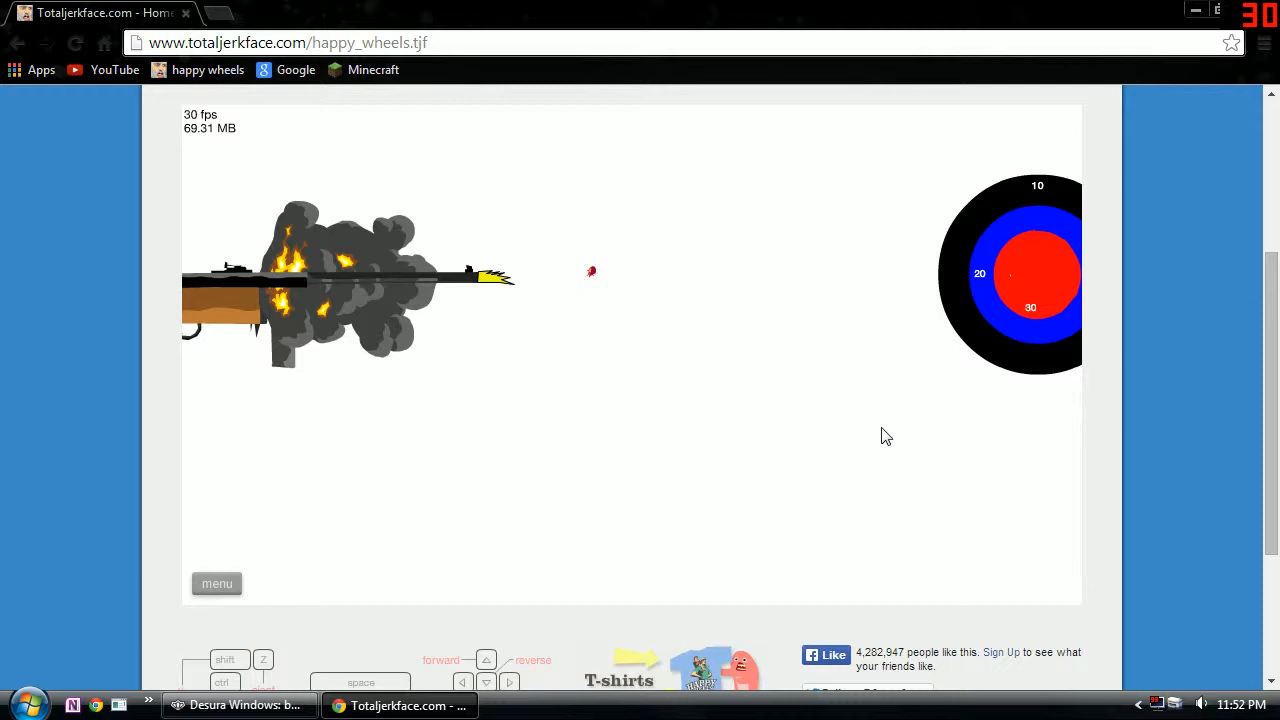 Totaljerkface.com - Happy
30
www.totaljerkface.com/happy_wheels.tjf
Apps YouTube happy wheels Google Minecraft
30 fps
69.31 MB
10
20
30
menu
shift Z
ctrl
space
forward
reverse
T-shirts
Like
4,282,947 people like this. Sign Up to see what
your friends like.
Desura Windows: b...
Totaljerkface.com - ...
11:52 PM